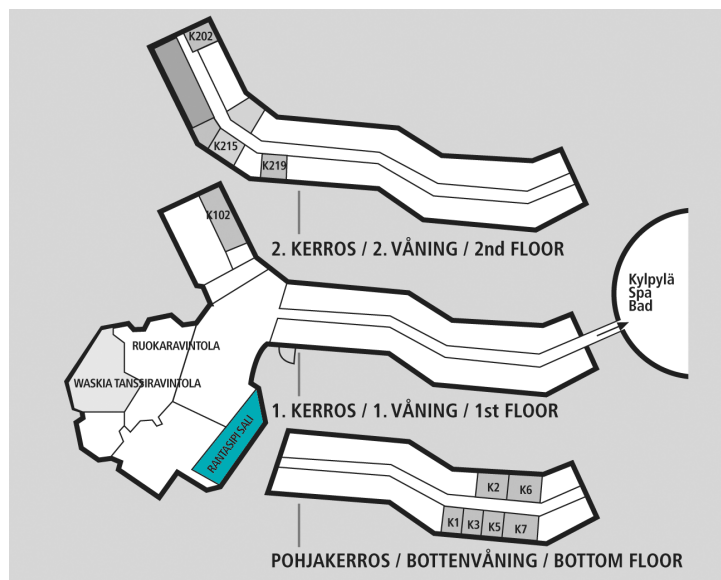 K202
K215
K219
K102
2. KERROS / 2. VÅNING / 2nd FLOOR
Kylpylä
Spa
Bad
RUOKARAVINTOLA
WASKIA TANSSIRAVINTOLA
RANTASIPI SALI
1. KERROS / 1. VÅNING / 1st FLOOR
K2
K6
K1
K3
K5
K7
POHJAKERROS / BOTTENVÅNING / BOTTOM FLOOR